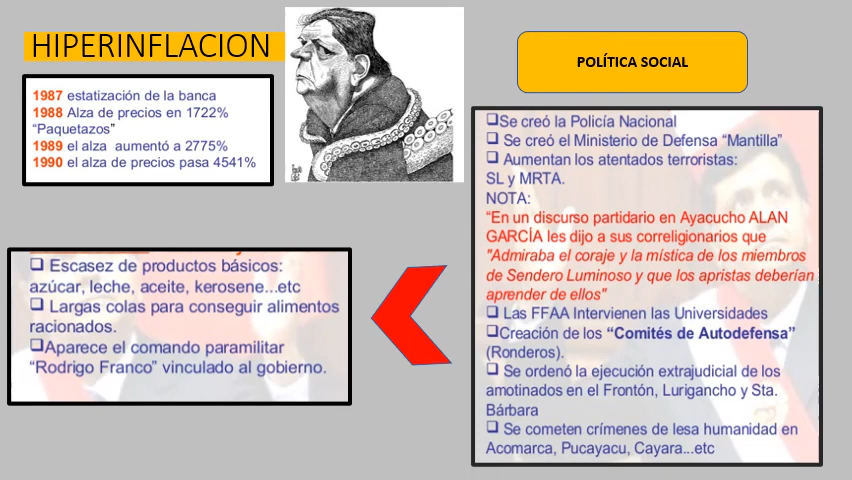 HIPERINFLACION
1987 estatización de la banca
1988 Alza de precios en 1722%
“Paquetazos”
1989 el alza aumentó a 2775%
1990 el alza de precios pasa 4541%
❑ Escasez de productos básicos:
azúcar, leche, aceite, kerosene...etc
❑ Largas colas para conseguir alimentos
racionados.
❑Aparece el comando paramilitar
“Rodrigo Franco” vinculado al gobierno.
POLÍTICA SOCIAL
❑Se creó la Policía Nacional
❑ Se creó el Ministerio de Defensa “Mantilla”
❑ Aumentan los atentados terroristas:
SL y MRTA.
NOTA:
“En un discurso partidario en Ayacucho ALAN
GARCÍA les dijo a sus correligionarios que
"Admiraba el coraje y la mística de los miembros
de Sendero Luminoso y que los apristas deberían
aprender de ellos"
❑ Las FFAA Intervienen las Universidades
❑Creación de los “Comités de Autodefensa”
(Ronderos).
❑ Se ordenó la ejecución extrajudicial de los
amotinados en el Frontón, Lurigancho y Sta.
Bárbara
❑ Se cometen crímenes de lesa humanidad en
Acomarca, Pucayacu, Cayara...etc